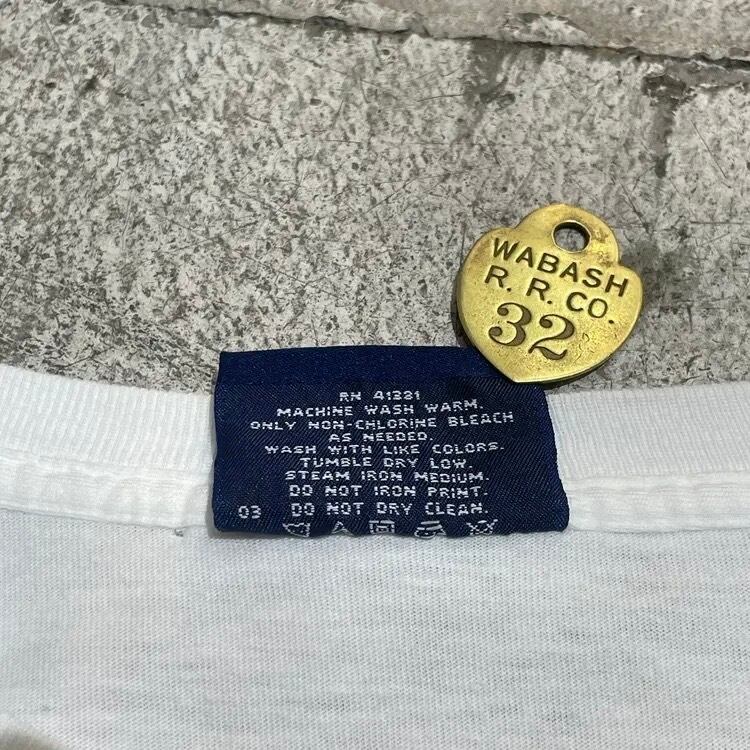 WABASH
R. R. CO.
32
RN 41381
MACHINE WASH WARM.
ONLY NON-CHLORINE BLEACH
AS NEEDED.
WASH WITH LIKE COLORS.
TUMBLE DRY LOW.
STEAM IRON MEDIUM.
DO NOT IRON PRINT.
03 DO NOT DRY CLEAN.